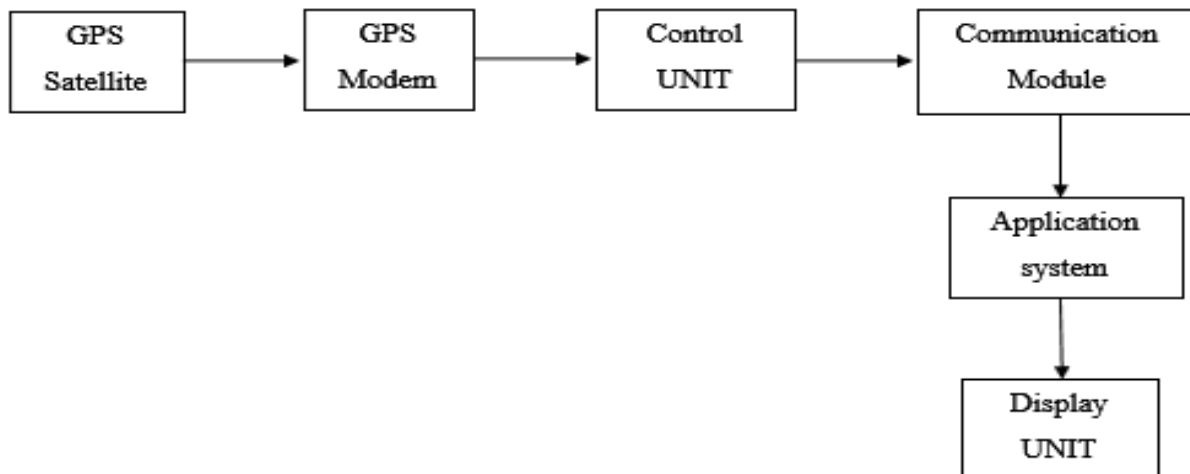 GPS
Satellite
GPS
Modem
Control
UNIT
Communication
Module
Application
system
Display
UNIT